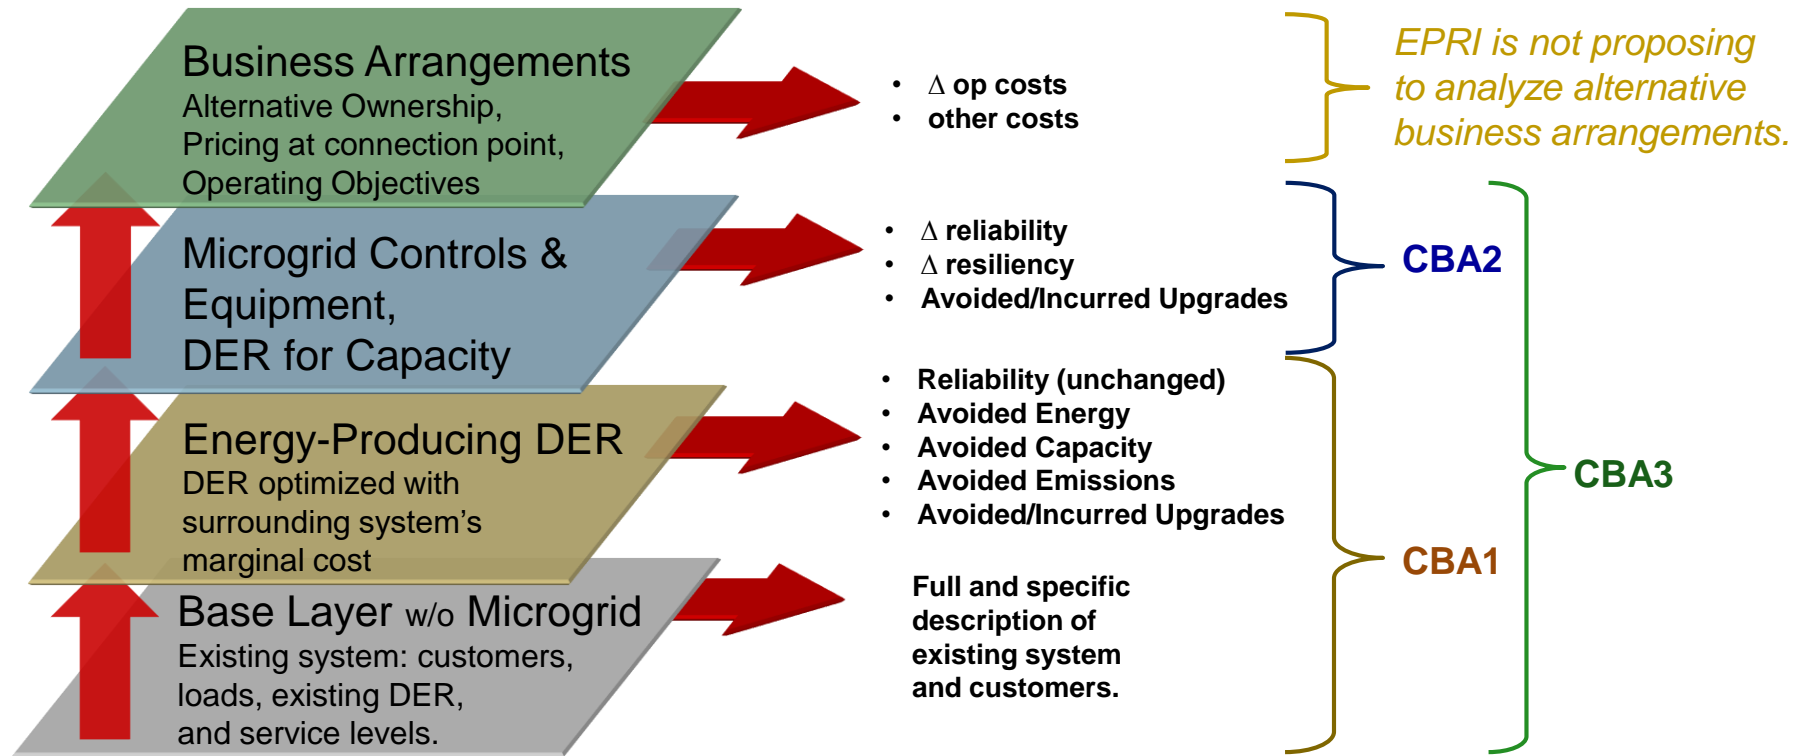 Business Arrangements
Alternative Ownership,
Pricing at connection point,
Operating Objectives
• ∆ op costs
• other costs
EPRI is not proposing
to analyze alternative
business arrangements.
Microgrid Controls &
Equipment,
DER for Capacity
• ∆ reliability
• ∆ resiliency
• Avoided/Incurred Upgrades
CBA2
Energy-Producing DER
DER optimized with
surrounding system’s
marginal cost
• Reliability (unchanged)
• Avoided Energy
• Avoided Capacity
• Avoided Emissions
• Avoided/Incurred Upgrades
CBA3
CBA1
Base Layer w/o Microgrid
Existing system: customers,
loads, existing DER,
and service levels.
Full and specific
description of
existing system
and customers.